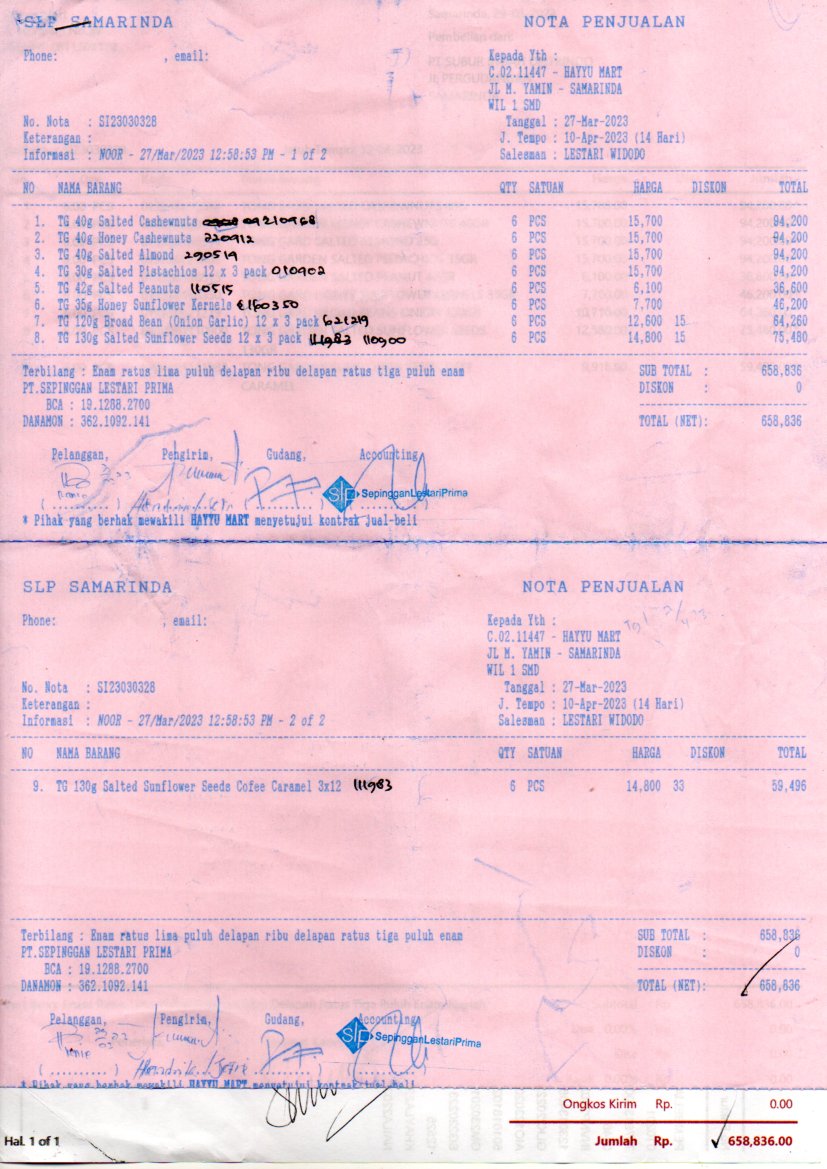 SLP SAMARINDA NOTA PENJUALAN
Phone: , email: Kepada Yth :
C.02.11447 - HAYYU MART
JL M. YAMIN - SAMARINDA
WIL 1 SMD
No. Nota : SI23030328 Tanggal : 27-Mar-2023
Keterangan : J. Tempo : 10-Apr-2023 (14 Hari)
Informasi : NOOR - 27/Mar/2023 12:58:53 PM - 1 of 2 Salesman : LESTARI WIDODO
NO NAMA BARANG QTY SATUAN HARGA DISKON TOTAL
1. TG 40g Salted Cashewnuts 09210968 6 PCS 15,700 94,200
2. TG 40g Honey Cashewnuts 220912 6 PCS 15,700 94,200
3. TG 40g Salted Almond 290519 6 PCS 15,700 94,200
4. TG 30g Salted Pistachios 12 x 3 pack 010902 6 PCS 15,700 94,200
5. TG 42g Salted Peanuts 110515 6 PCS 6,100 36,600
6. TG 35g Honey Sunflower Kernels 6 PCS 7,700 46,200
7. TG 120g Broad Bean (Onion Garlic) 12 x 3 pack 621219 6 PCS 12,600 15 64,260
8. TG 130g Salted Sunflower Seeds 12 x 3 pack 111983 110900 6 PCS 14,800 15 75,480
Terbilang : Enam ratus lima puluh delapan ribu delapan ratus tiga puluh enam SUB TOTAL : 658,836
PT.SEPINGGAN LESTARI PRIMA DISKON : 0
BCA : 19.1288.2700
DANAMON : 362.1092.141 TOTAL (NET): 658,836
Pelanggan, Pengirim, Gudang, Accounting
SLP SepingganLestariPrima
* Pihak yang berhak mewakili HAYYU MART menyetujui kontrak jual-beli
SLP SAMARINDA NOTA PENJUALAN
Phone: , email: Kepada Yth :
C.02.11447 - HAYYU MART
JL M. YAMIN - SAMARINDA
WIL 1 SMD
No. Nota : SI23030328 Tanggal : 27-Mar-2023
Keterangan : J. Tempo : 10-Apr-2023 (14 Hari)
Informasi : NOOR - 27/Mar/2023 12:58:53 PM - 2 of 2 Salesman : LESTARI WIDODO
NO NAMA BARANG QTY SATUAN HARGA DISKON TOTAL
9. TG 130g Salted Sunflower Seeds Cofee Caramel 3x12 111983 6 PCS 14,800 33 59,496
Terbilang : Enam ratus lima puluh delapan ribu delapan ratus tiga puluh enam SUB TOTAL : 658,836
PT.SEPINGGAN LESTARI PRIMA DISKON : 0
BCA : 19.1288.2700
DANAMON : 362.1092.141 TOTAL (NET): 658,836
Pelanggan, Pengirim, Gudang, Accounting
SLP SepingganLestariPrima
* Pihak yang berhak mewakili HAYYU MART menyetujui kontrak jual-beli
Ongkos Kirim Rp. 0.00
Hal. 1 of 1 Jumlah Rp. 658,836.00